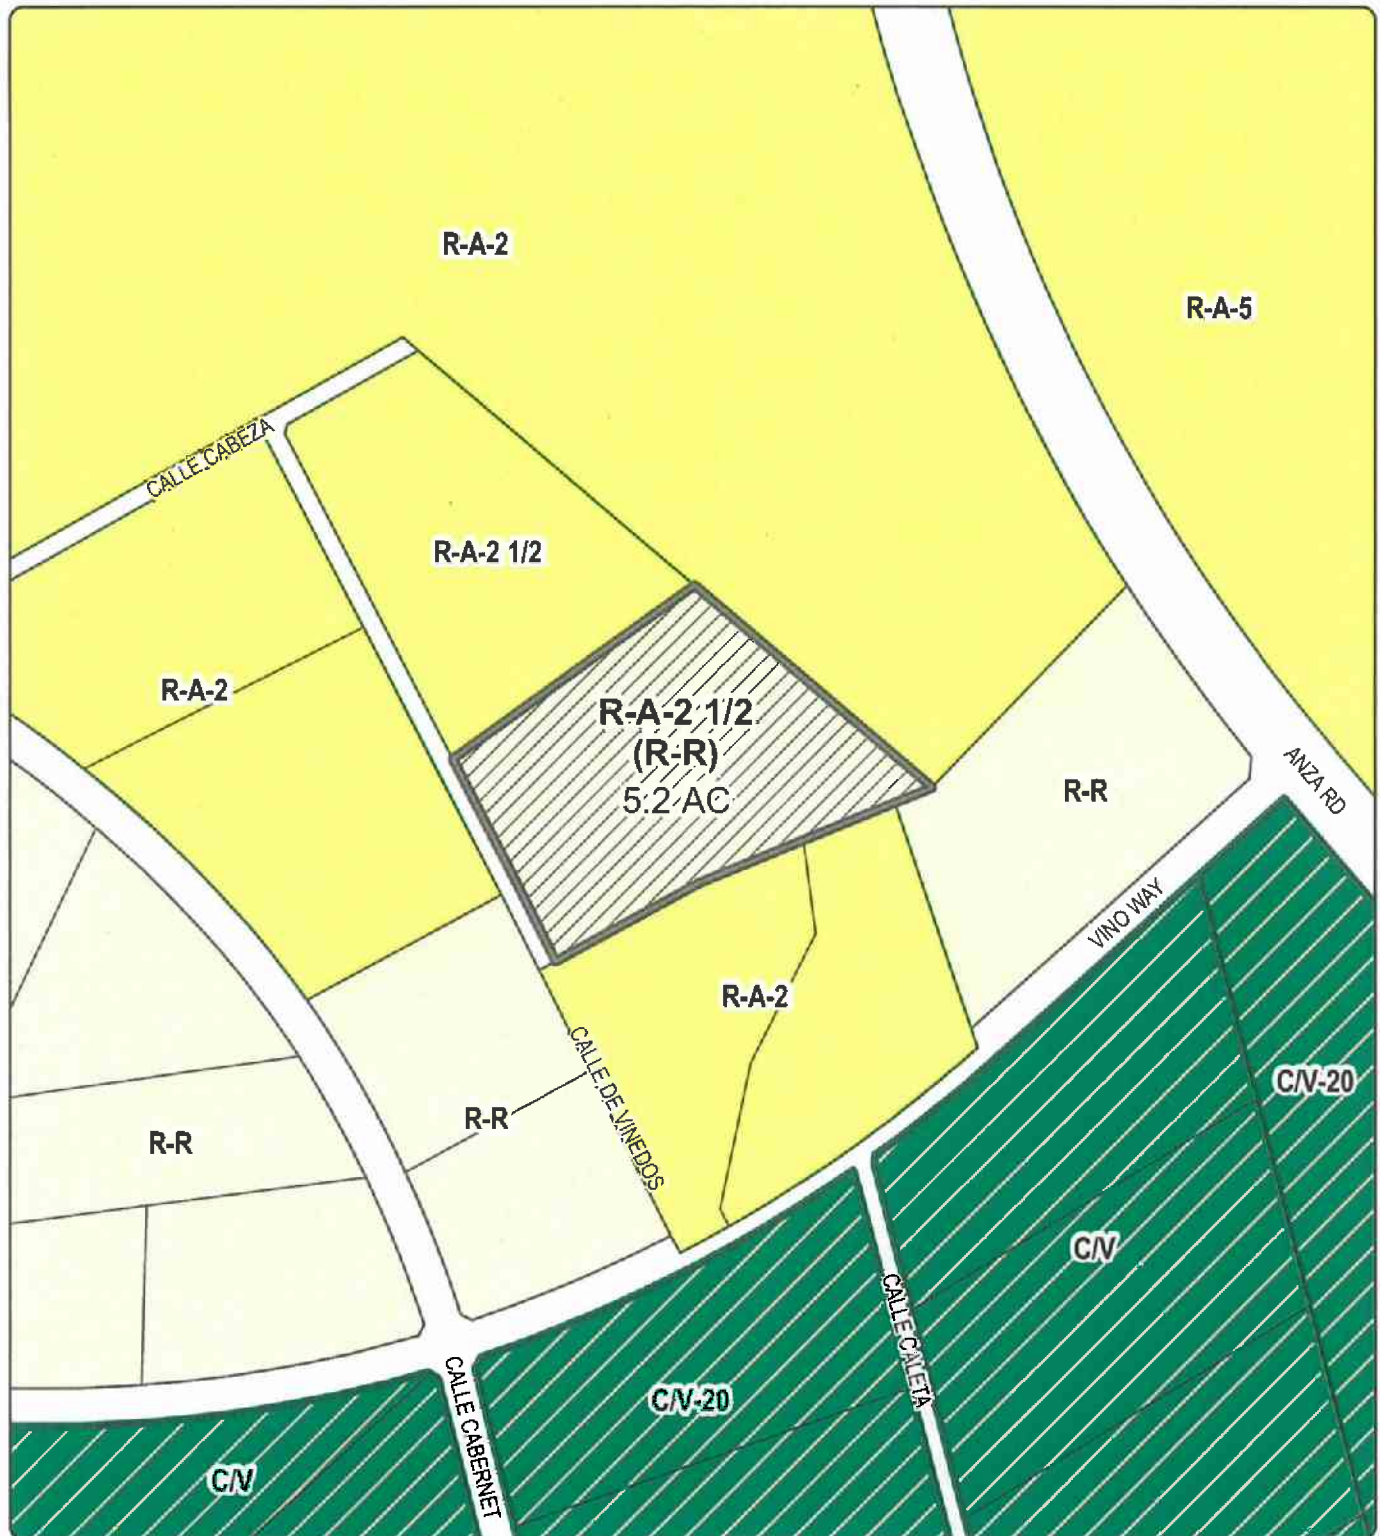 R-A-2
R-A-5
CALLE CABEZA
R-A-2 1/2
R-A-2
R-A-2 1/2
(R-R)
5.2 AC
R-R
ANZA RD
VINO WAY
R-A-2
CALLE DE VINEDOS
C/V-20
R-R
R-R
C/V
CALLE CALETA
C/V-20
CALLE CABERNET
C/V